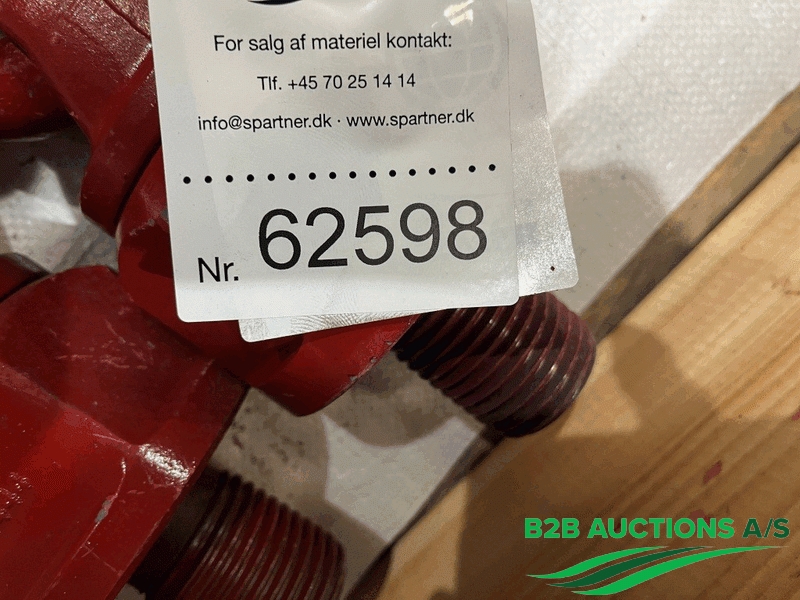 For salg af materiel kontakt:
Tlf. +45 70 25 14 14
info@spartner.dk · www.spartner.dk
Nr. 62598
B2B AUCTIONS A/S